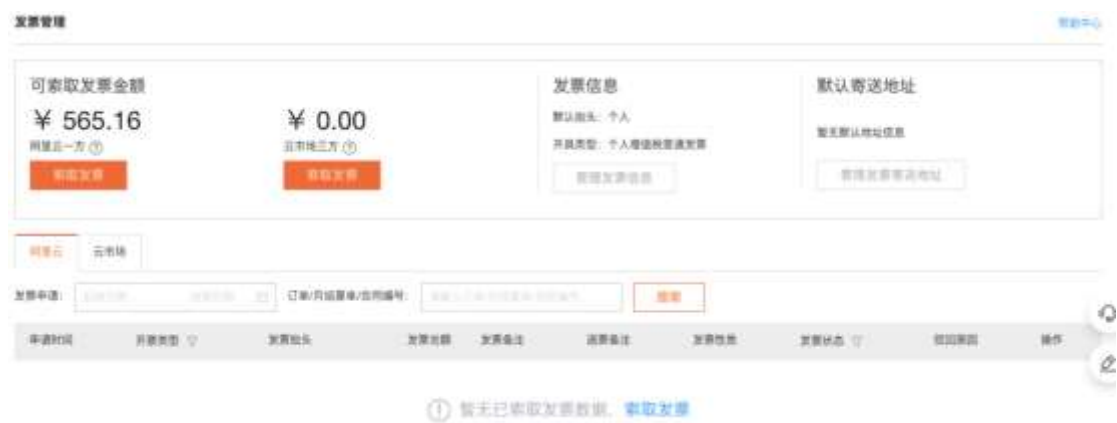 发票管理
帮助中心
可索取发票金额
¥ 565.16
阿里云一方
索取发票
¥ 0.00
云市场三方
索取发票
发票信息
默认抬头: 个人
开具类型: 个人增值税普通发票
管理发票信息
默认寄送地址
暂无默认地址信息
管理发票寄送地址
阿里云 云市场
发票申请: 订单/月结票单/合同编号: 搜索
申请时间 开票类型 发票抬头 发票金额 发票备注 退票备注 发票性质 发票状态 驳回原因 操作
暂无已索取发票数据, 索取发票